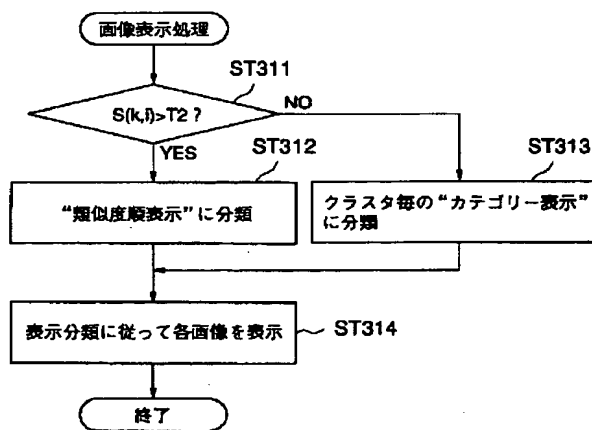 画像表示処理
ST311
S(k,i)>T2 ?
NO
YES
ST312
ST313
“類似度順表示”に分類
クラスタ毎の“カテゴリー表示”
に分類
表示分類に従って各画像を表示
ST314
終了